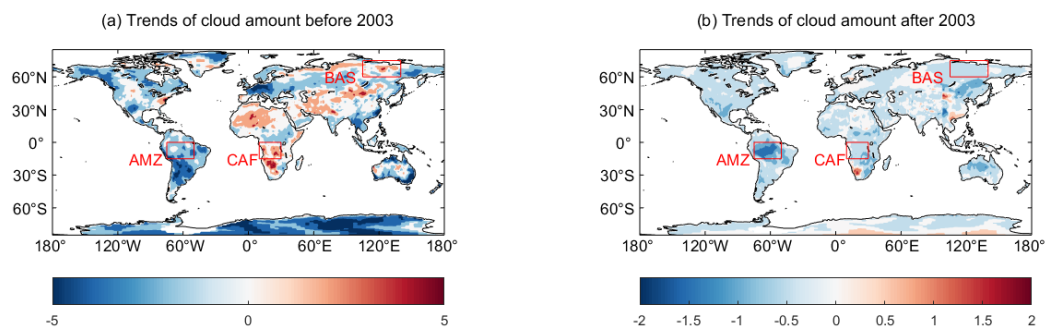 (a) Trends of cloud amount before 2003
60°N
30°N
0°
30°S
60°S
BAS
AMZ
CAF
180°
120°W
60°W
0°
60°E
120°E
180°
-5
0
5
(b) Trends of cloud amount after 2003
60°N
30°N
0°
30°S
60°S
BAS
AMZ
CAF
180°
120°W
60°W
0°
60°E
120°E
180°
-2
-1.5
-1
-0.5
0
0.5
1
1.5
2